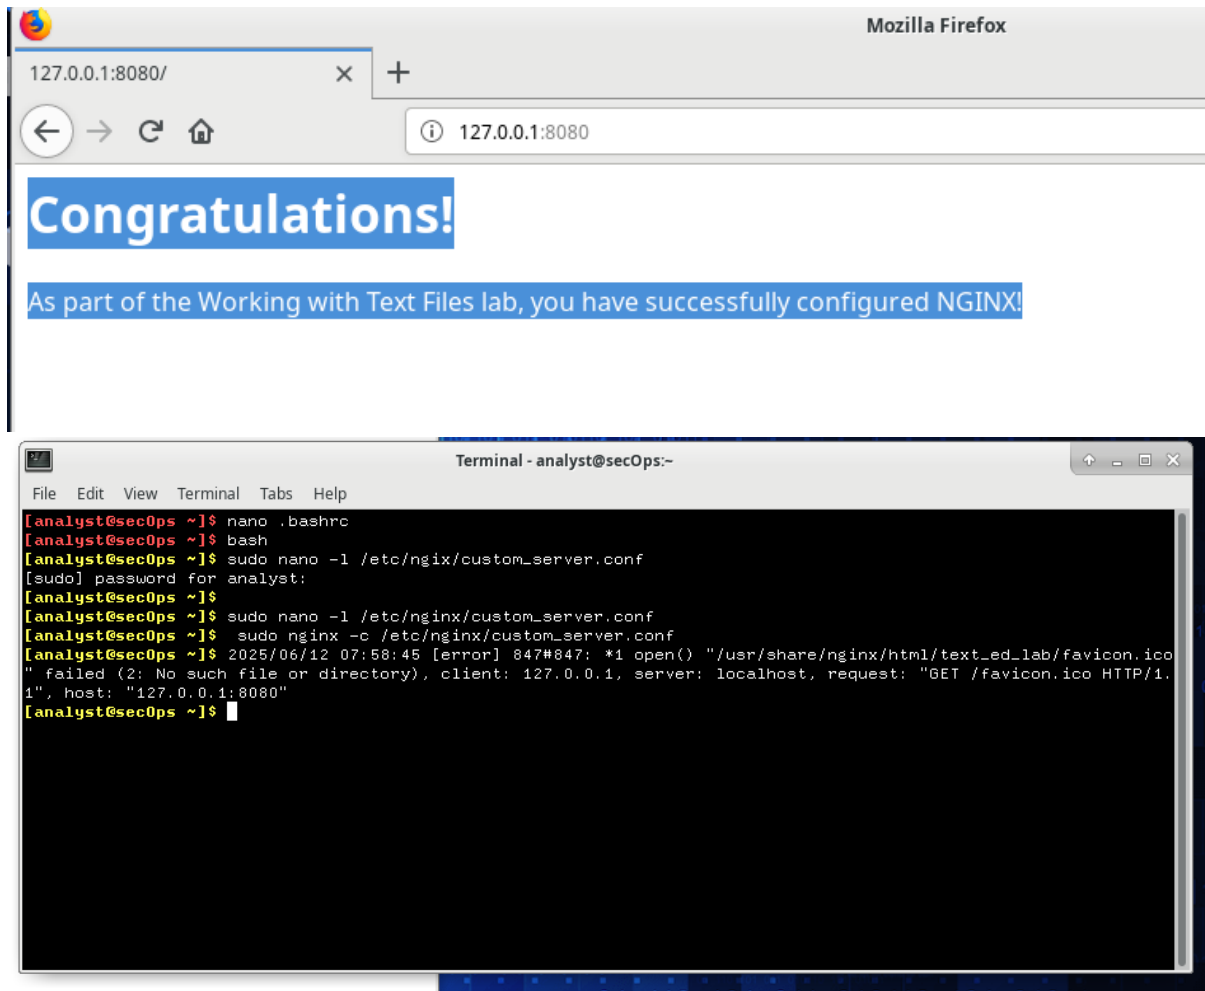 Mozilla Firefox
127.0.0.1:8080/
127.0.0.1:8080
Congratulations!
As part of the Working with Text Files lab, you have successfully configured NGINX!
Terminal - analyst@secOps:~
File Edit View Terminal Tabs Help
[analyst@secOps ~]$ nano .bashrc
[analyst@secOps ~]$ bash
[analyst@secOps ~]$ sudo nano -l /etc/ngix/custom_server.conf
[sudo] password for analyst:
[analyst@secOps ~]$
[analyst@secOps ~]$ sudo nano -l /etc/nginx/custom_server.conf
[analyst@secOps ~]$  sudo nginx -c /etc/nginx/custom_server.conf
[analyst@secOps ~]$ 2025/06/12 07:58:45 [error] 847#847: *1 open() "/usr/share/nginx/html/text_ed_lab/favicon.ico
" failed (2: No such file or directory), client: 127.0.0.1, server: localhost, request: "GET /favicon.ico HTTP/1.
1", host: "127.0.0.1:8080"
[analyst@secOps ~]$